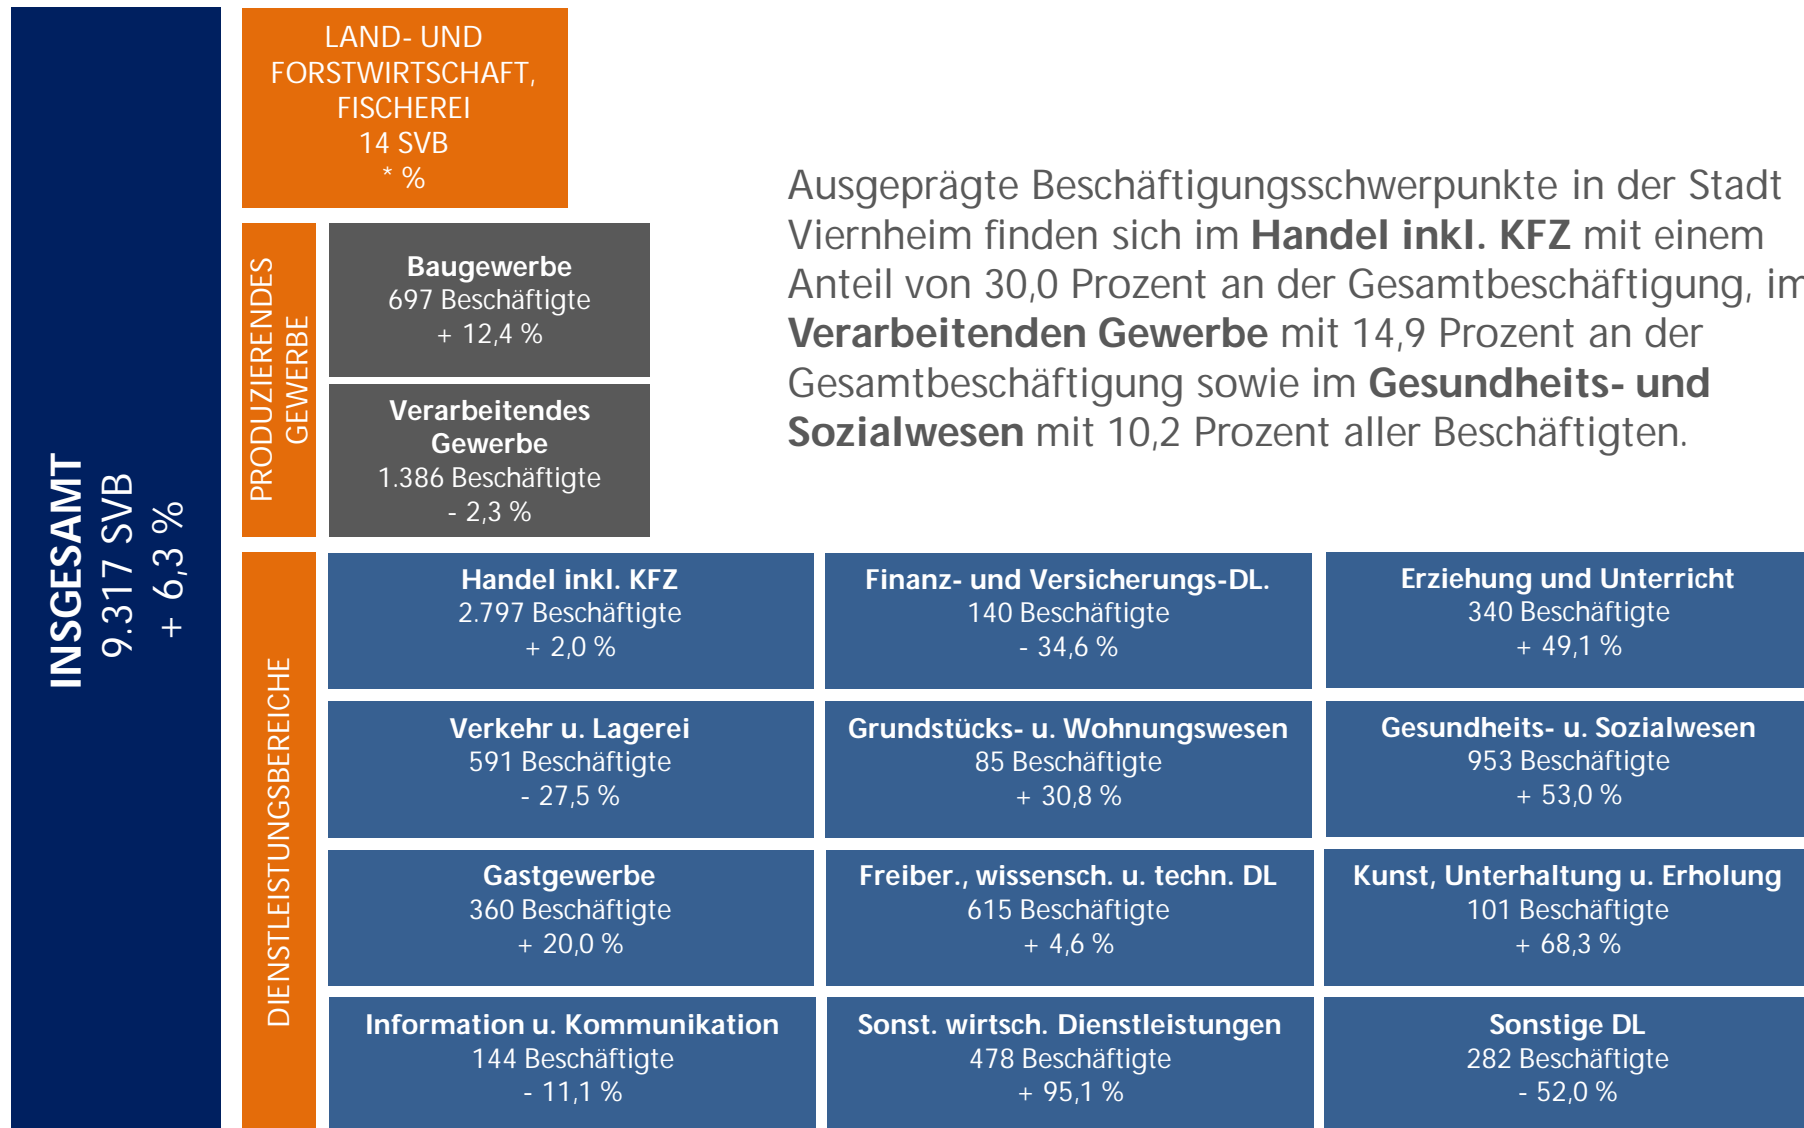 INSGESAMT
9.317 SVB
+ 6,3 %
LAND- UND
FORSTWIRTSCHAFT,
FISCHEREI
14 SVB
* %
PRODUZIERENDES
GEWERBE
Baugewerbe
697 Beschäftigte
+ 12,4 %
Verarbeitendes
Gewerbe
1.386 Beschäftigte
- 2,3 %
Ausgeprägte Beschäftigungsschwerpunkte in der Stadt
Viernheim finden sich im Handel inkl. KFZ mit einem
Anteil von 30,0 Prozent an der Gesamtbeschäftigung, im
Verarbeitenden Gewerbe mit 14,9 Prozent an der
Gesamtbeschäftigung sowie im Gesundheits- und
Sozialwesen mit 10,2 Prozent aller Beschäftigten.
DIENSTLEISTUNGSBEREICHE
Handel inkl. KFZ
2.797 Beschäftigte
+ 2,0 %
Finanz- und Versicherungs-DL.
140 Beschäftigte
- 34,6 %
Erziehung und Unterricht
340 Beschäftigte
+ 49,1 %
Verkehr u. Lagerei
591 Beschäftigte
- 27,5 %
Grundstücks- u. Wohnungswesen
85 Beschäftigte
+ 30,8 %
Gesundheits- u. Sozialwesen
953 Beschäftigte
+ 53,0 %
Gastgewerbe
360 Beschäftigte
+ 20,0 %
Freiber., wissensch. u. techn. DL
615 Beschäftigte
+ 4,6 %
Kunst, Unterhaltung u. Erholung
101 Beschäftigte
+ 68,3 %
Information u. Kommunikation
144 Beschäftigte
- 11,1 %
Sonst. wirtsch. Dienstleistungen
478 Beschäftigte
+ 95,1 %
Sonstige DL
282 Beschäftigte
- 52,0 %